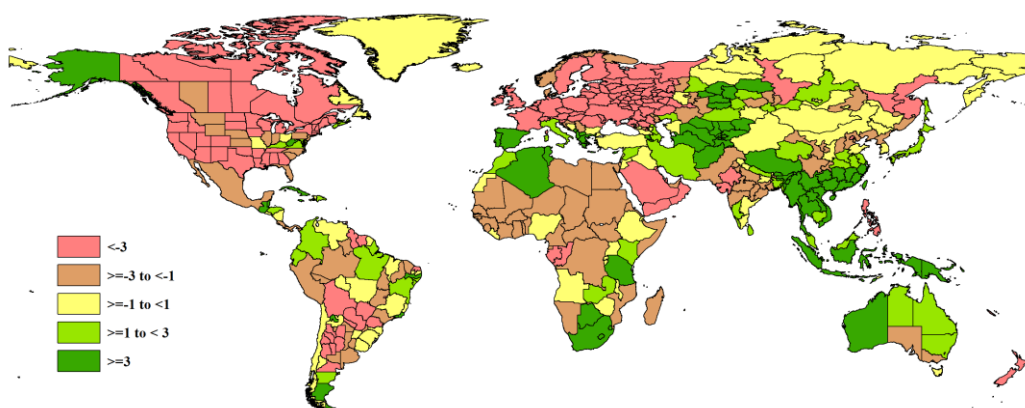 <-3
>=-3 to <-1
>=-1 to <1
>=1 to < 3
>=3